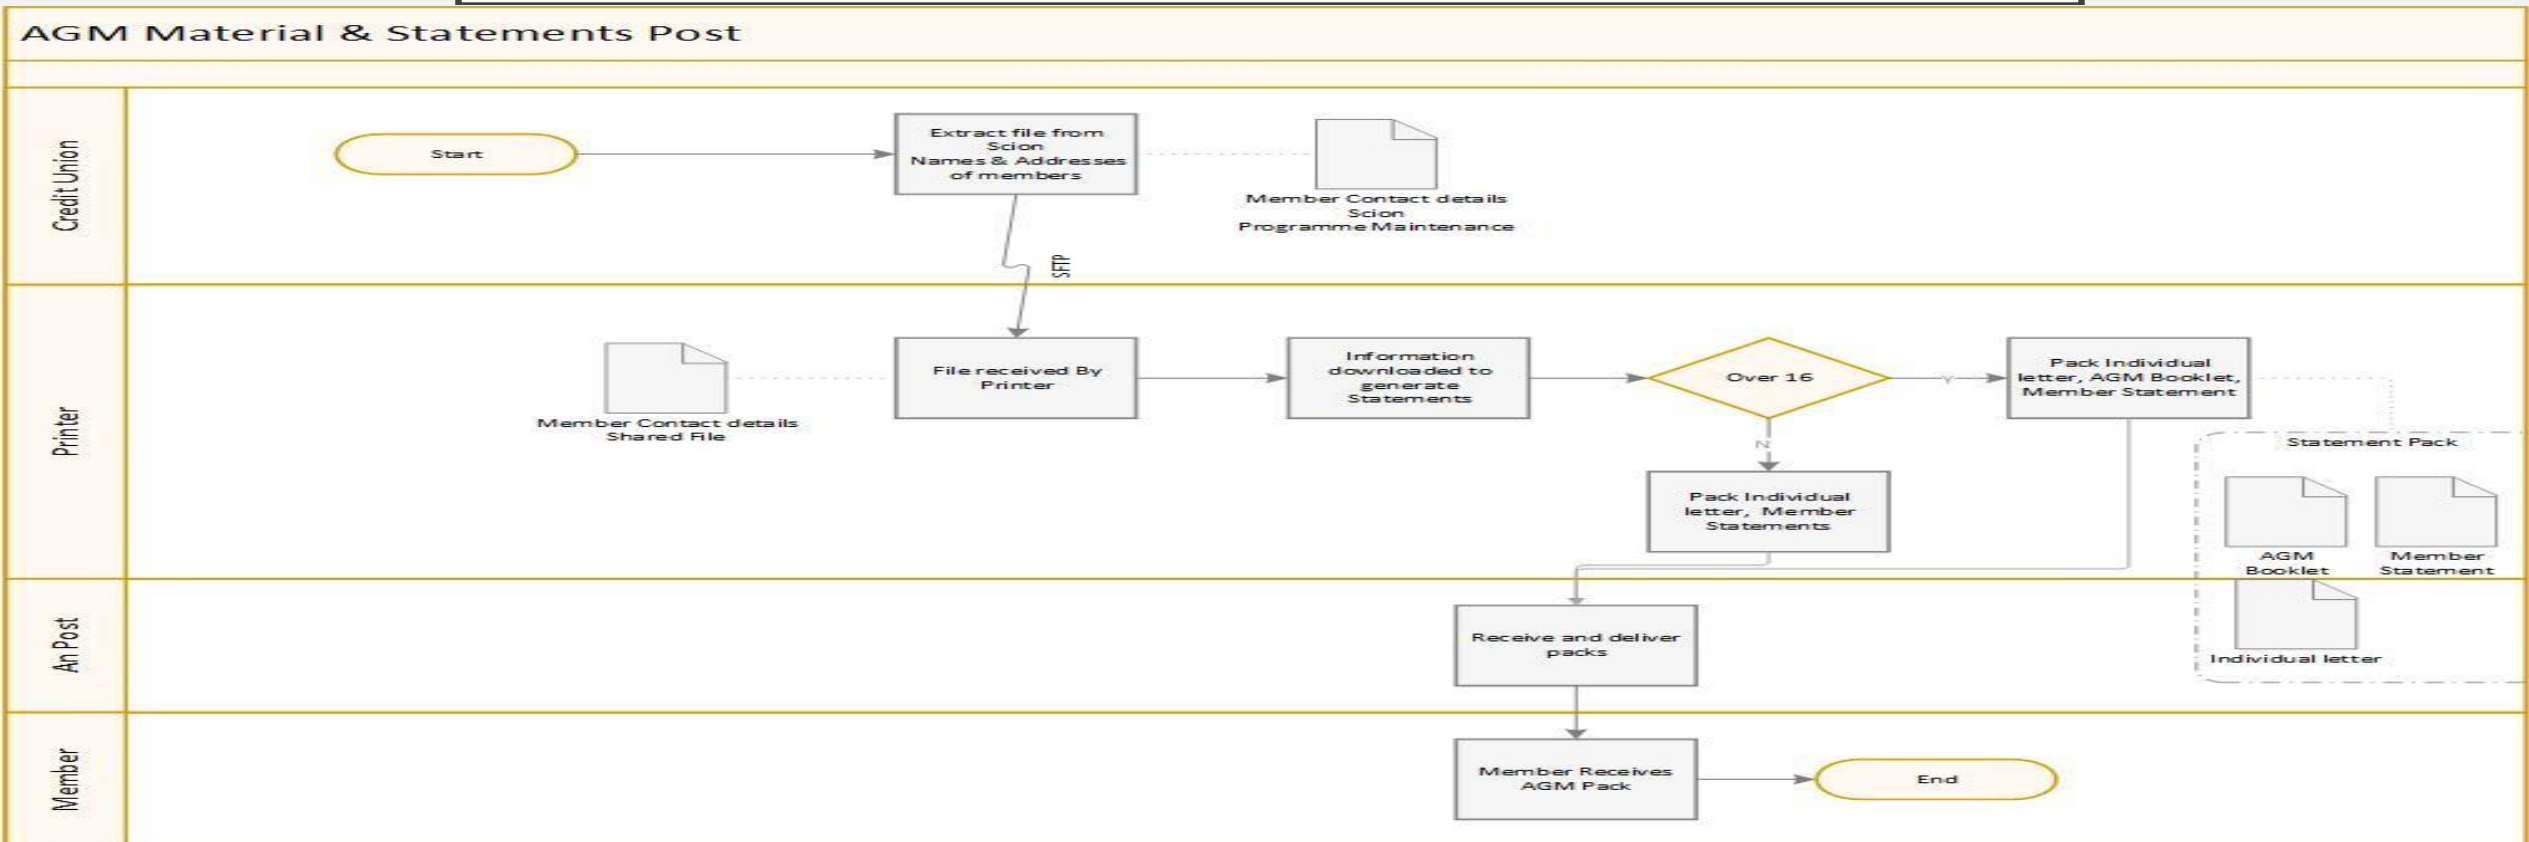 AGM Material & Statements Post
Credit Union
Start
Extract file from
Scion
Names & Addresses
of members
Member Contact details
Scion
Programme Maintenance
SFTP
Printer
Member Contact details
Shared File
File received By
Printer
Information
downloaded to
generate
Statements
Over 16
Y
Pack Individual
letter, AGM Booklet,
Member Statement
N
Pack Individual
letter, Member
Statements
Statement Pack
AGM
Booklet
Member
Statement
Individual letter
An Post
Receive and deliver
packs
Member
Member Receives
AGM Pack
End